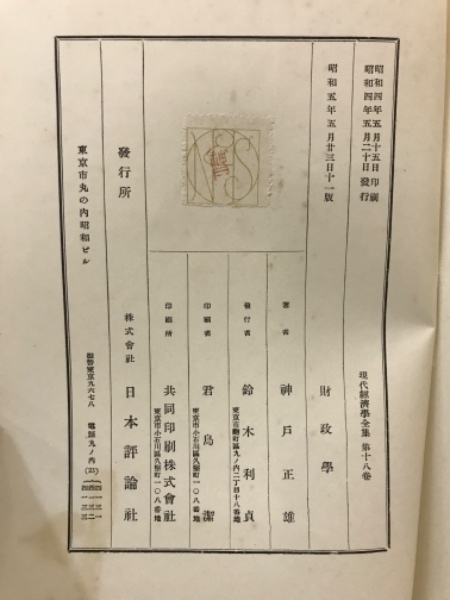 昭和四年五月十五日印刷
昭和四年五月二十日發行
現代經濟學全集 第十八卷
昭和五年五月廿三日十一版
財政學
著者 神戸正雄
發行者 鈴木利貞
東京市麴町區丸ノ内二丁目十八番地
印刷者 君島潔
東京市小石川區久堅町一〇八番地
印刷所 共同印刷株式會社
東京市小石川區久堅町一〇八番地
發行所 株式會社 日本評論社
東京市丸の内昭和ビル
振替東京九六七八 電話丸ノ内(23)